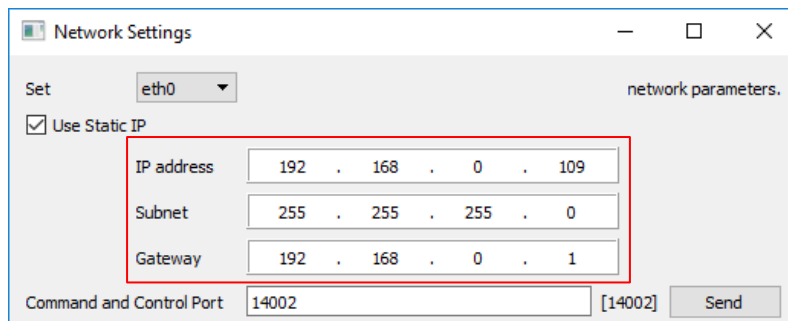 Network Settings
Set eth0 network parameters.
Use Static IP
IP address 192 . 168 . 0 . 109
Subnet 255 . 255 . 255 . 0
Gateway 192 . 168 . 0 . 1
Command and Control Port 14002 [14002] Send